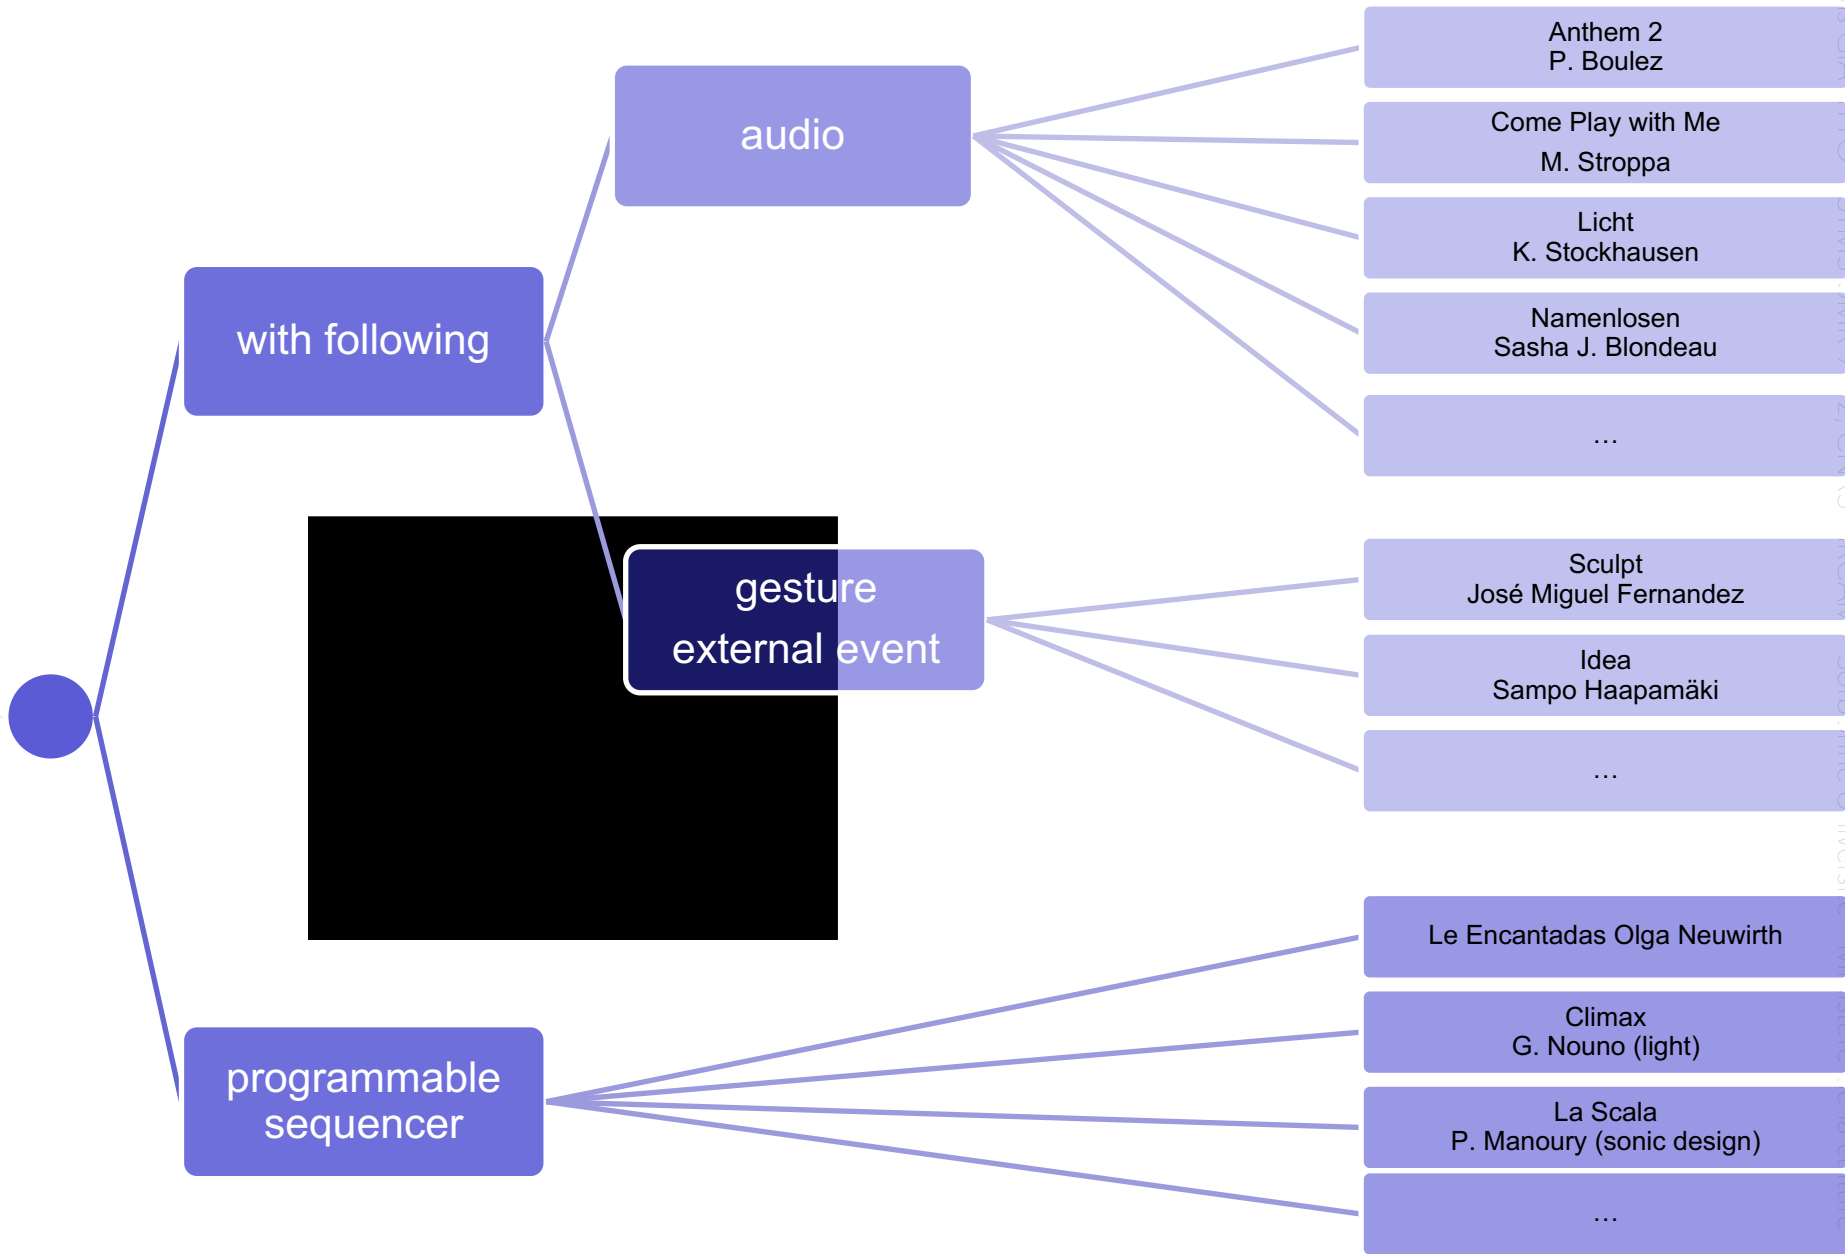 Anthem 2
P. Boulez
audio
Come Play with Me
M. Stroppa
Licht
K. Stockhausen
with following
Namenlosen
Sasha J. Blondeau
…
gesture
external event
Sculpt
José Miguel Fernandez
Idea
Sampo Haapamäki
…
Le Encantadas Olga Neuwirth
programmable
sequencer
Climax
G. Nouno (light)
La Scala
P. Manoury (sonic design)
…